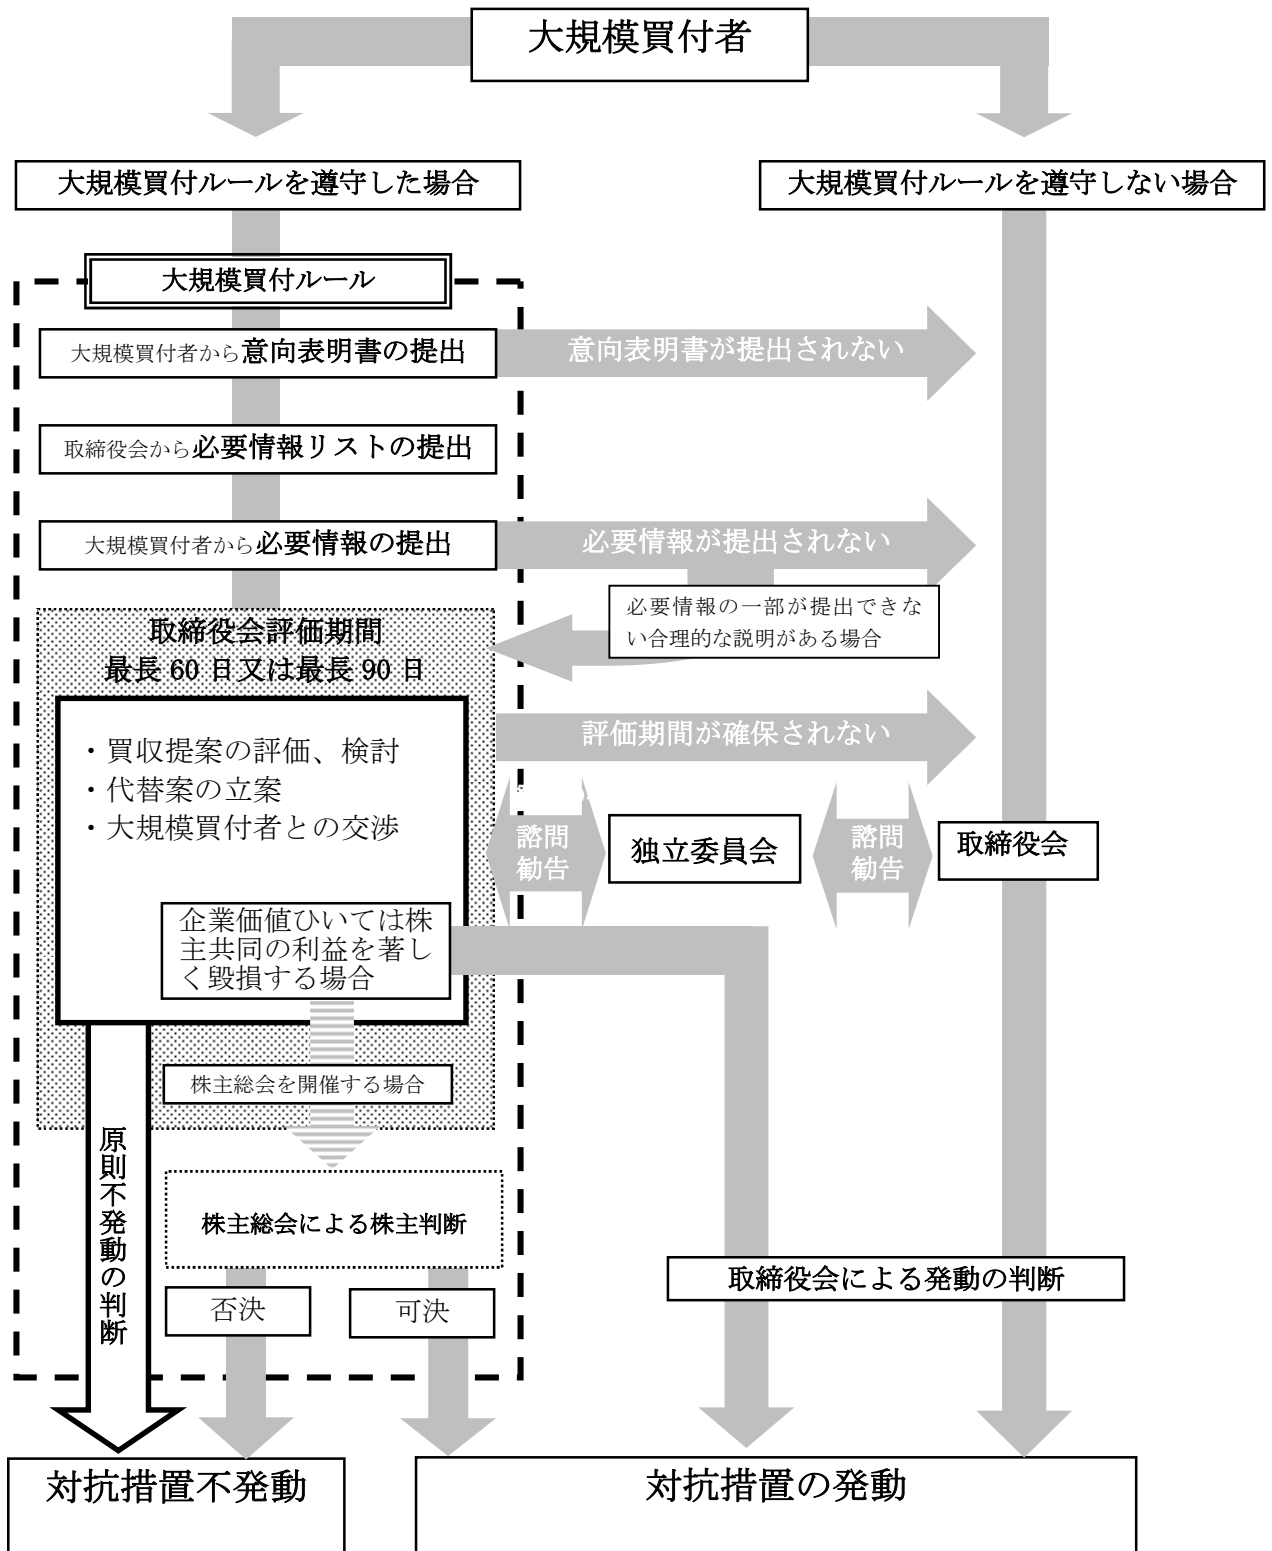 大規模買付者
大規模買付ルールを遵守した場合
大規模買付ルールを遵守しない場合
大規模買付ルール
大規模買付者から意向表明書の提出
意向表明書が提出されない
取締役会から必要情報リストの提出
大規模買付者から必要情報の提出
必要情報が提出されない
必要情報の一部が提出できな
い合理的な説明がある場合
取締役会評価期間
最長 60 日又は最長 90 日
評価期間が確保されない
・買収提案の評価、検討
・代替案の立案
・大規模買付者との交渉
諮問
勧告
独立委員会
諮問
勧告
取締役会
企業価値ひいては株
主共同の利益を著し
く毀損する場合
株主総会を開催する場合
原則不発動の判断
株主総会による株主判断
取締役会による発動の判断
否決
可決
対抗措置不発動
対抗措置の発動